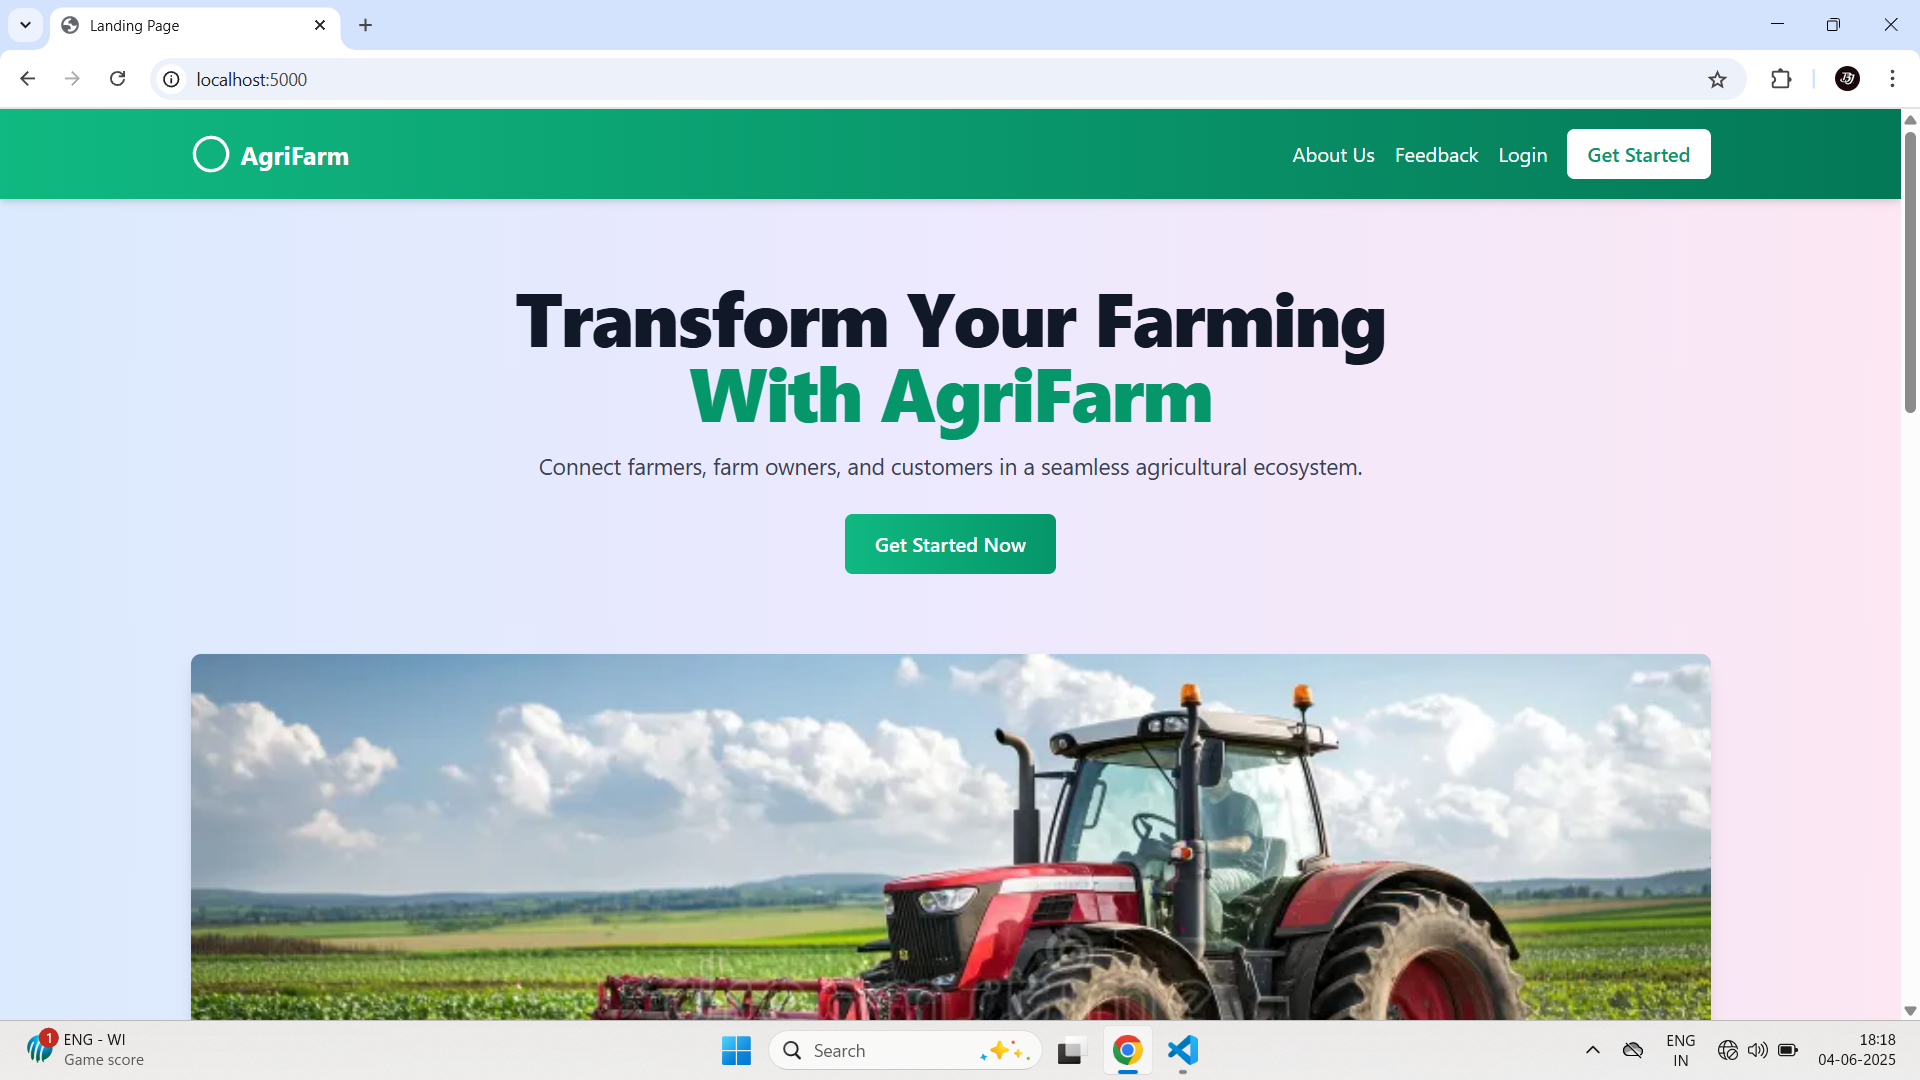 Landing Page
localhost:5000
AgriFarm
About Us Feedback Login Get Started
Transform Your Farming
With AgriFarm
Connect farmers, farm owners, and customers in a seamless agricultural ecosystem.
Get Started Now
1
ENG - WI
Game score
Search
ENG
IN
18:18
04-06-2025